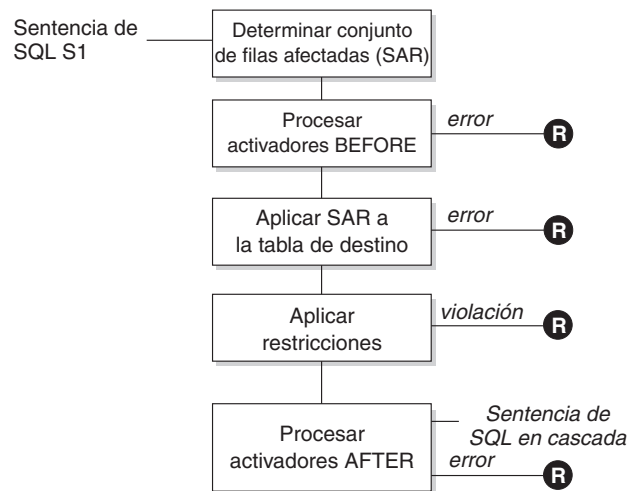 Sentencia de
SQL S1
Determinar conjunto
de filas afectadas (SAR)
Procesar
activadores BEFORE
error
R
Aplicar SAR a
la tabla de destino
error
R
Aplicar
restricciones
violación
R
Procesar
activadores AFTER
Sentencia de
SQL en cascada
error
R